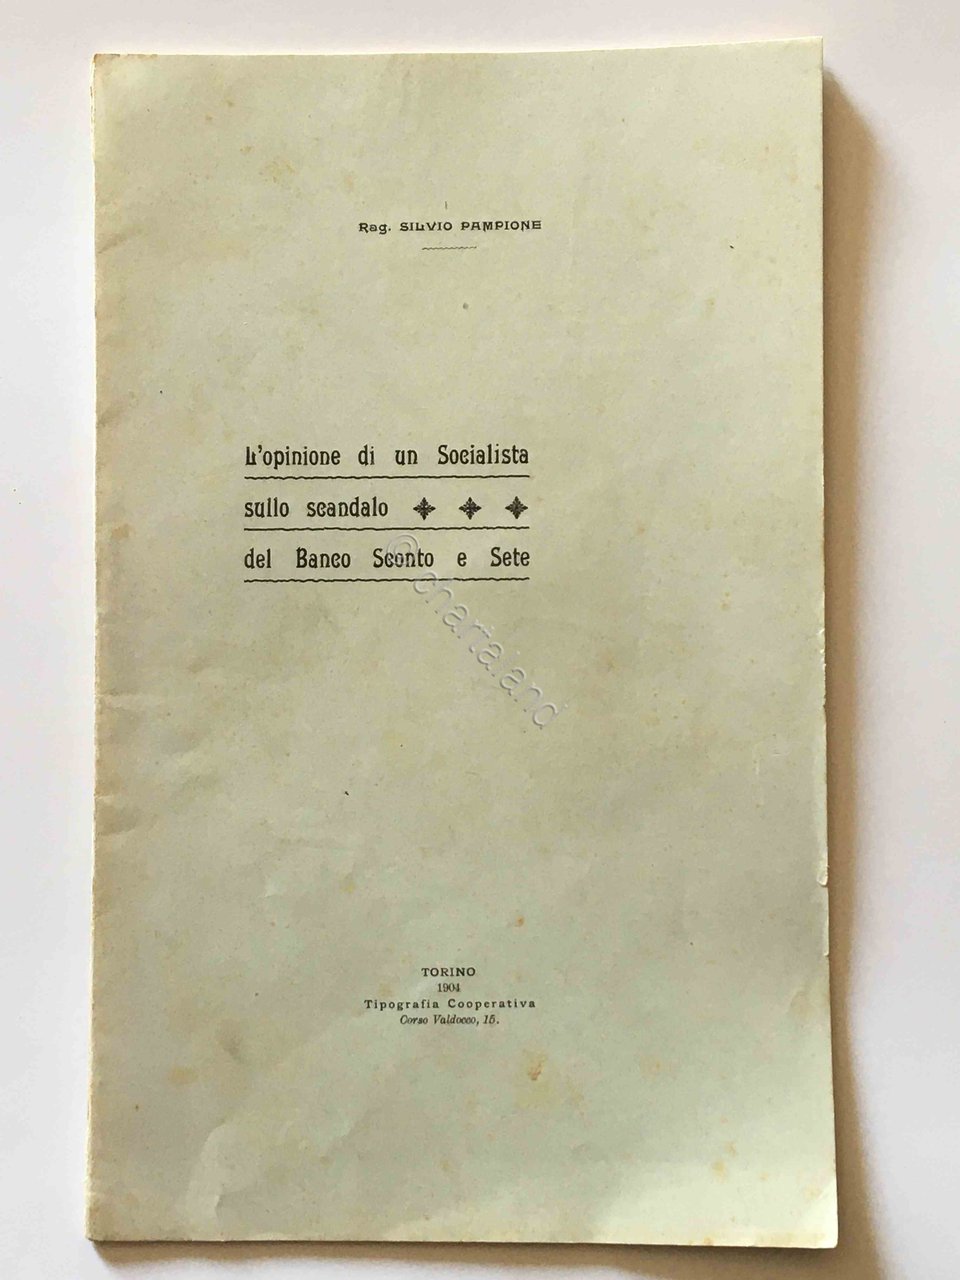 Rag. SILVIO PAMPIONE
L'opinione di un Socialista
sullo scandalo
del Banco Sconto e Sete
© chartaland
TORINO
1904
Tipografia Cooperativa
Corso Valdocco, 15.